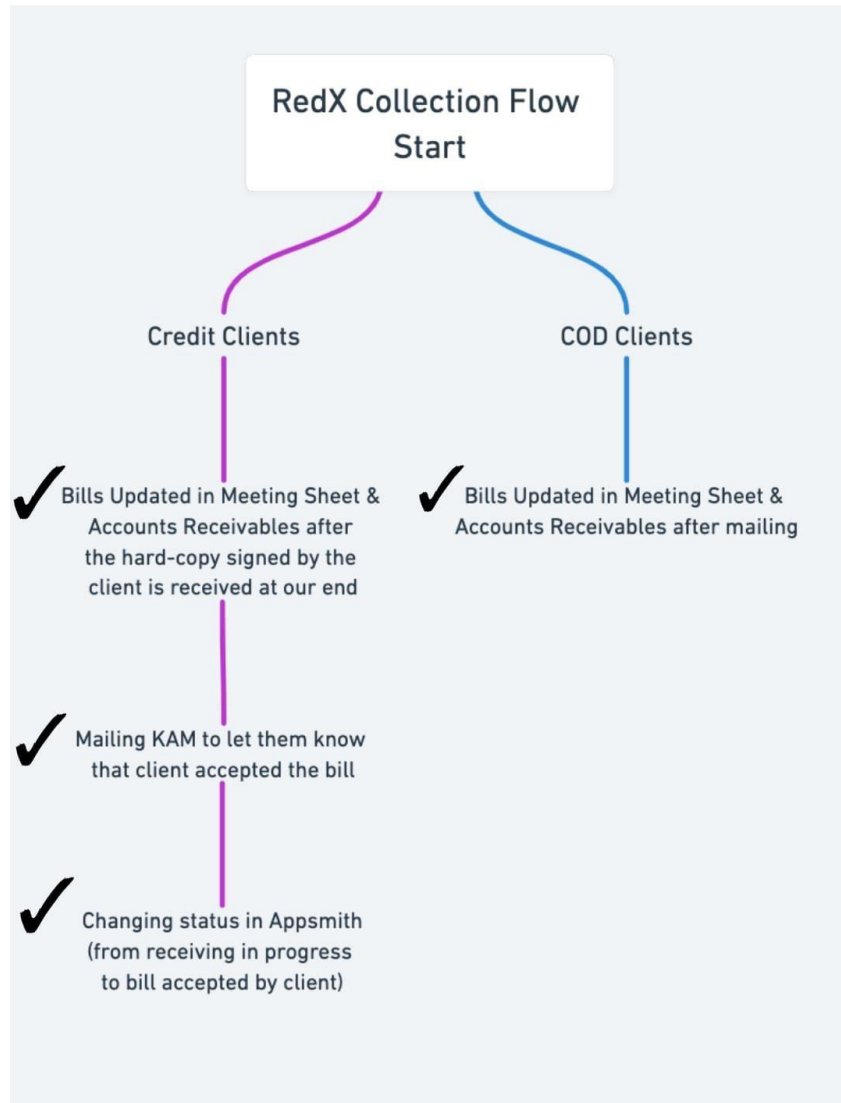 RedX Collection Flow
Start
Credit Clients
COD Clients
Bills Updated in Meeting Sheet &
Accounts Receivables after
the hard-copy signed by the
client is received at our end
Bills Updated in Meeting Sheet &
Accounts Receivables after mailing
Mailing KAM to let them know
that client accepted the bill
Changing status in Appsmith
(from receiving in progress
to bill accepted by client)